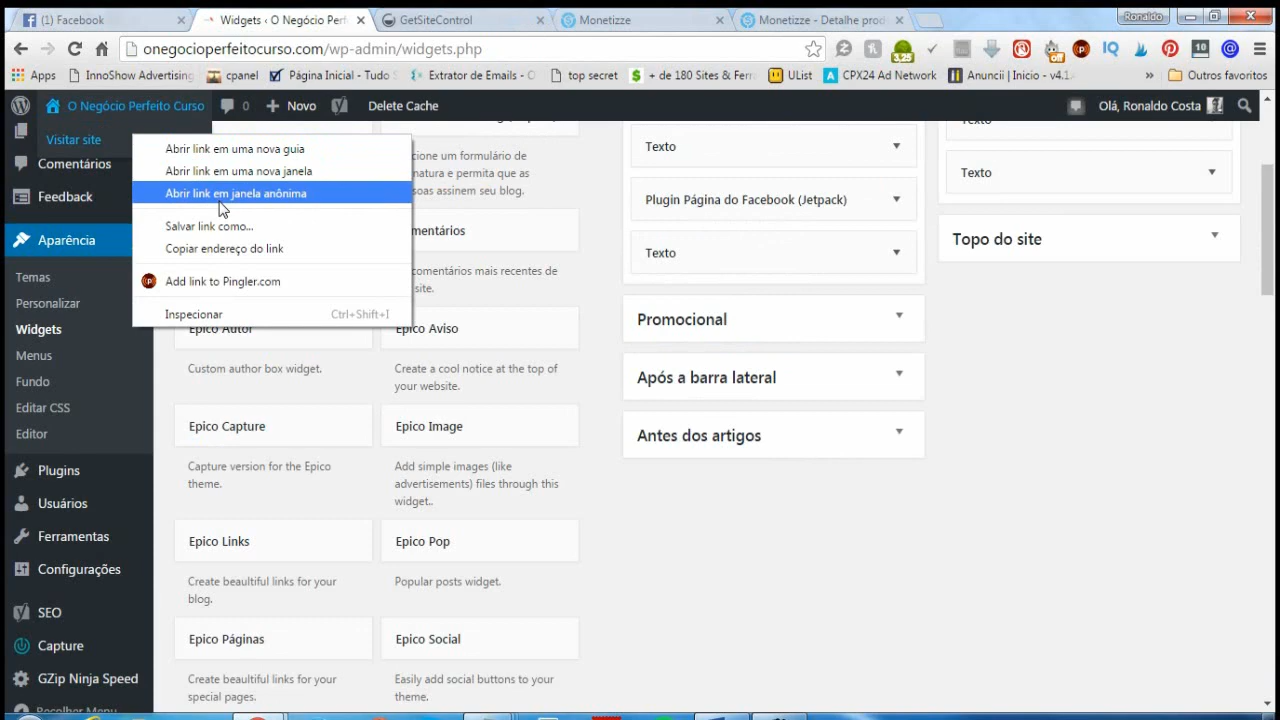 (1) Facebook
Widgets ‹ O Negócio Perf
GetSiteControl
Monetizze
Monetizze - Detalhe prod
Ronaldo
onegocioperfeitocurso.com/wp-admin/widgets.php
3.25
off
IQ
10
Apps
InnoShow Advertising
cpanel
Página Inicial - Tudo S
Extrator de Emails - O
top secret
+ de 180 Sites & Ferra
UList
CPX24 Ad Network
Anuncii | Inicio - v4.1
Outros favoritos
O Negócio Perfeito Curso
0
Novo
Delete Cache
Olá, Ronaldo Costa
Visitar site
Comentários
Feedback
Aparência
Temas
Personalizar
Widgets
Menus
Fundo
Editar CSS
Editor
Plugins
Usuários
Ferramentas
Configurações
SEO
Capture
GZip Ninja Speed
Recolher Menu
Abrir link em uma nova guia
Abrir link em uma nova janela
Abrir link em janela anônima
Salvar link como...
Copiar endereço do link
Add link to Pingler.com
Inspecionar Ctrl+Shift+I
cione um formulário de
natura e permita que as
soas assinem seu blog.
mentários
comentários mais recentes de
site.
Epico Autor
Custom author box widget.
Epico Aviso
Create a cool notice at the top of
your website.
Epico Capture
Capture version for the Epico
theme.
Epico Image
Add simple images (like
advertisements) files through this
widget..
Epico Links
Create beaultiful links for your
blog.
Epico Pop
Popular posts widget.
Epico Páginas
Create beaultiful links for your
special pages.
Epico Social
Easily add social buttons to your
theme.
Texto
Plugin Página do Facebook (Jetpack)
Texto
Promocional
Após a barra lateral
Antes dos artigos
Texto
Texto
Topo do site